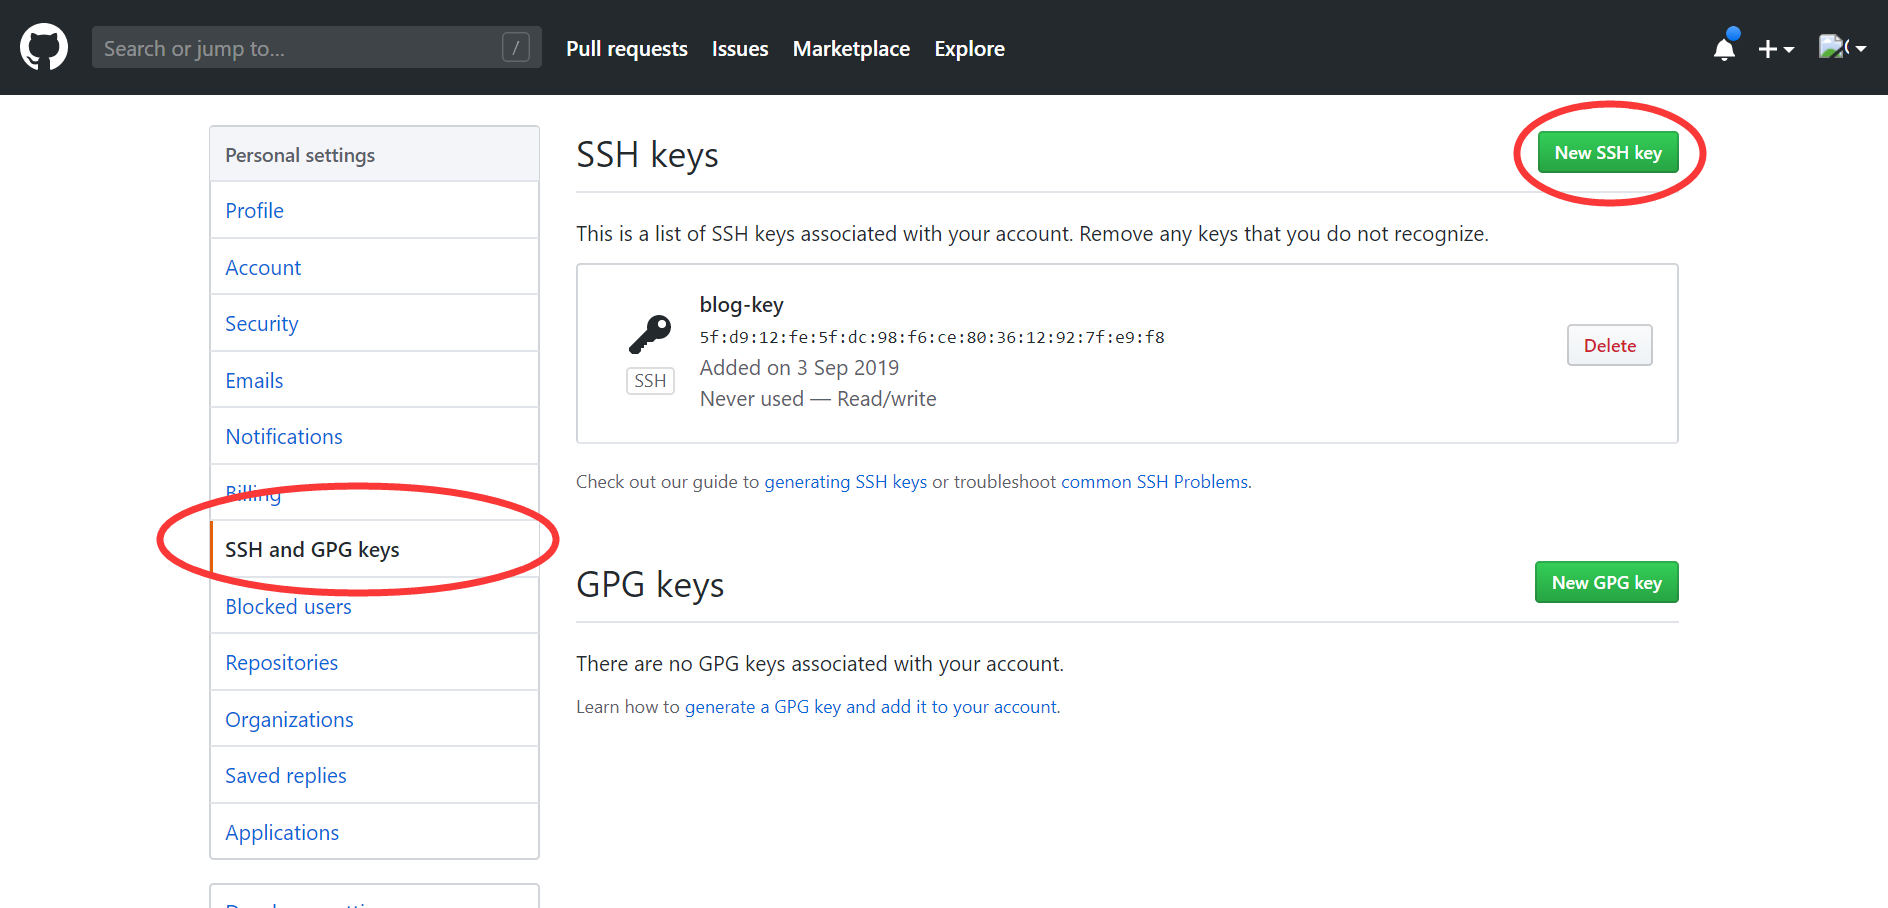 Search or jump to...
/
Pull requests
Issues
Marketplace
Explore
Personal settings
Profile
Account
Security
Emails
Notifications
Billing
SSH and GPG keys
Blocked users
Repositories
Organizations
Saved replies
Applications
SSH keys
New SSH key
This is a list of SSH keys associated with your account. Remove any keys that you do not recognize.
blog-key
5f:d9:12:fe:5f:dc:98:f6:ce:80:36:12:92:7f:e9:f8
Added on 3 Sep 2019
Never used — Read/write
SSH
Delete
Check out our guide to generating SSH keys or troubleshoot common SSH Problems.
GPG keys
New GPG key
There are no GPG keys associated with your account.
Learn how to generate a GPG key and add it to your account.